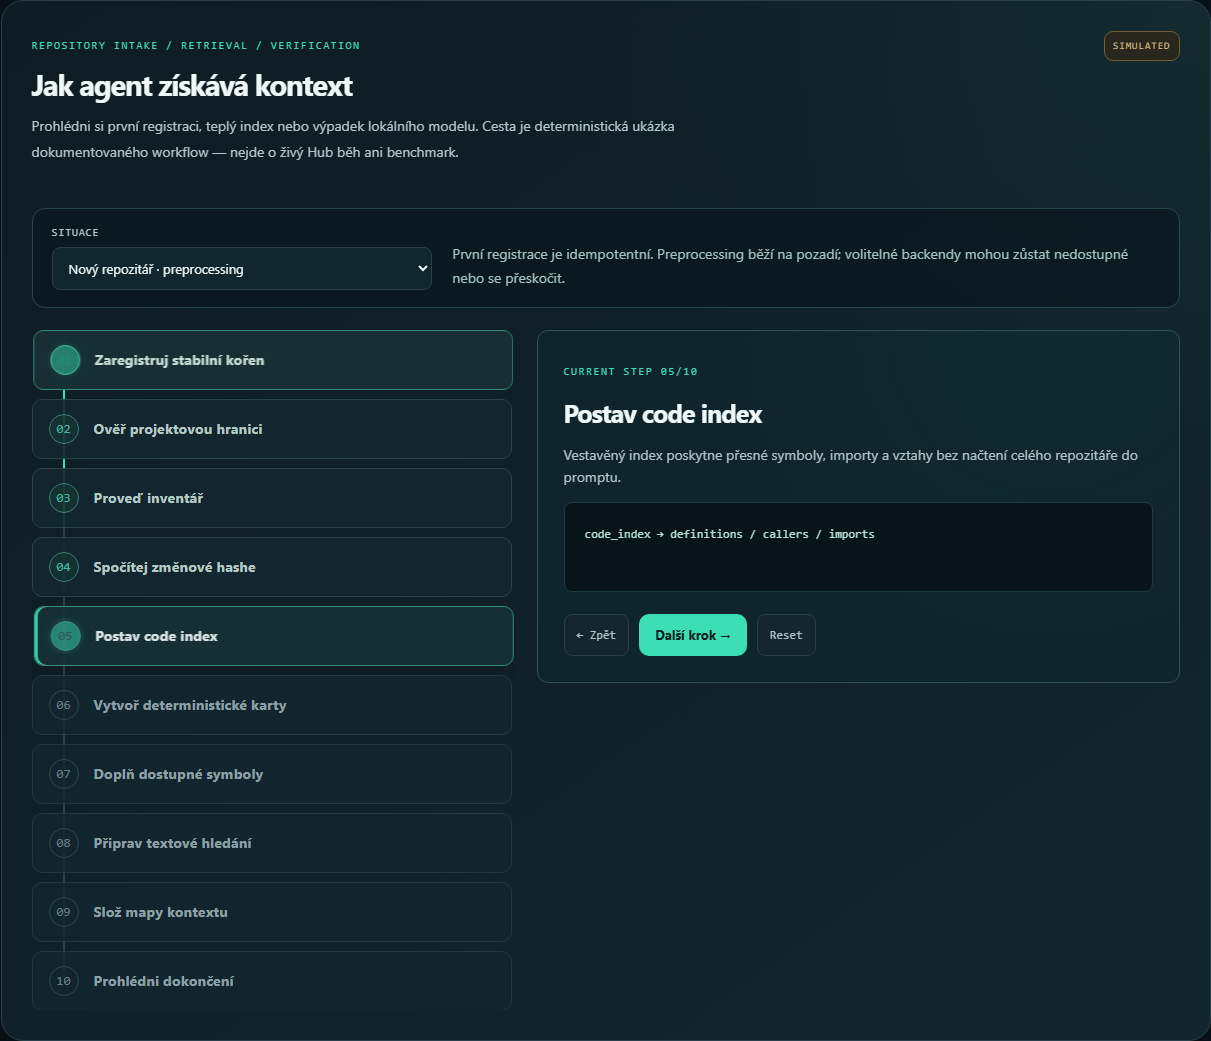 REPOSITORY INTAKE / RETRIEVAL / VERIFICATION
SIMULATED
Jak agent získává kontext
Prohlédni si první registraci, teplý index nebo výpadek lokálního modelu. Cesta je deterministická ukázka
dokumentovaného workflow — nejde o živý Hub běh ani benchmark.
SITUACE
Nový repozitář · preprocessing
První registrace je idempotentní. Preprocessing běží na pozadí; volitelné backendy mohou zůstat nedostupné
nebo se přeskočit.
Zaregistruj stabilní kořen
02 Ověř projektovou hranici
03 Proveď inventář
04 Spočítej změnové hashe
05 Postav code index
06 Vytvoř deterministické karty
07 Doplň dostupné symboly
08 Připrav textové hledání
09 Slož mapy kontextu
10 Prohlédni dokončení
CURRENT STEP 05/10
Postav code index
Vestavěný index poskytne přesné symboly, importy a vztahy bez načtení celého repozitáře do
promptu.
code_index → definitions / callers / imports
← Zpět
Další krok →
Reset